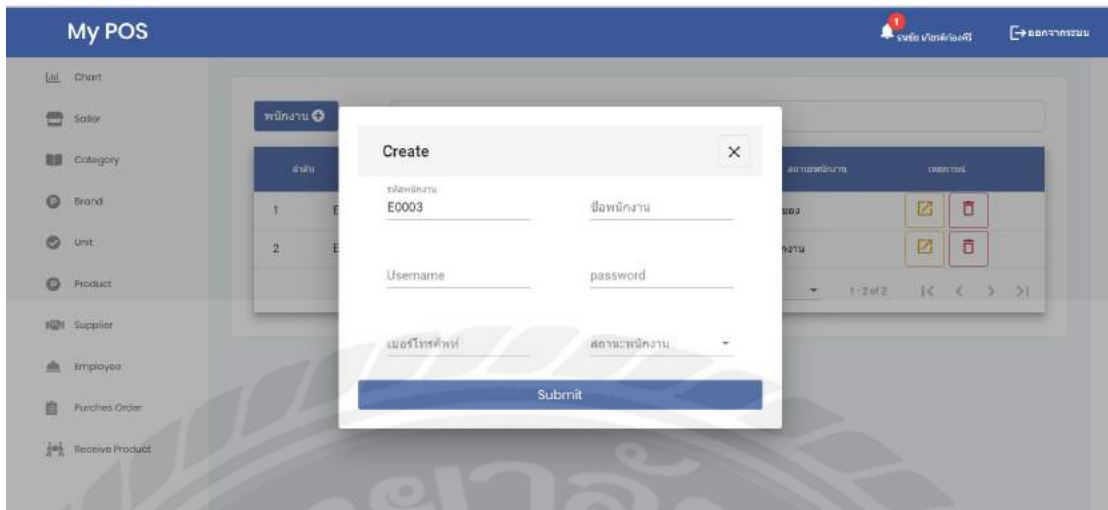 My POS
1
ออกจากระบบ
Chart
Category
Brand
Unit
Product
Supplier
Employee
Purches Order
Receive Product
พนักงาน
ลำดับ
สถานะพนักงาน
1 E
2 E
1-2 of 2
Create
รหัสพนักงาน
E0003
ชื่อพนักงาน
Username
password
เบอร์โทรศัพท์
สถานะพนักงาน
Submit